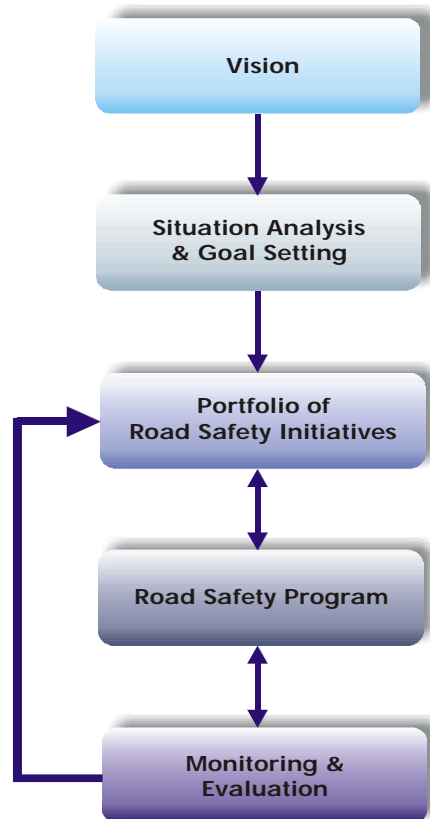 Vision
Situation Analysis
& Goal Setting
Portfolio of
Road Safety Initiatives
Road Safety Program
Monitoring &
Evaluation